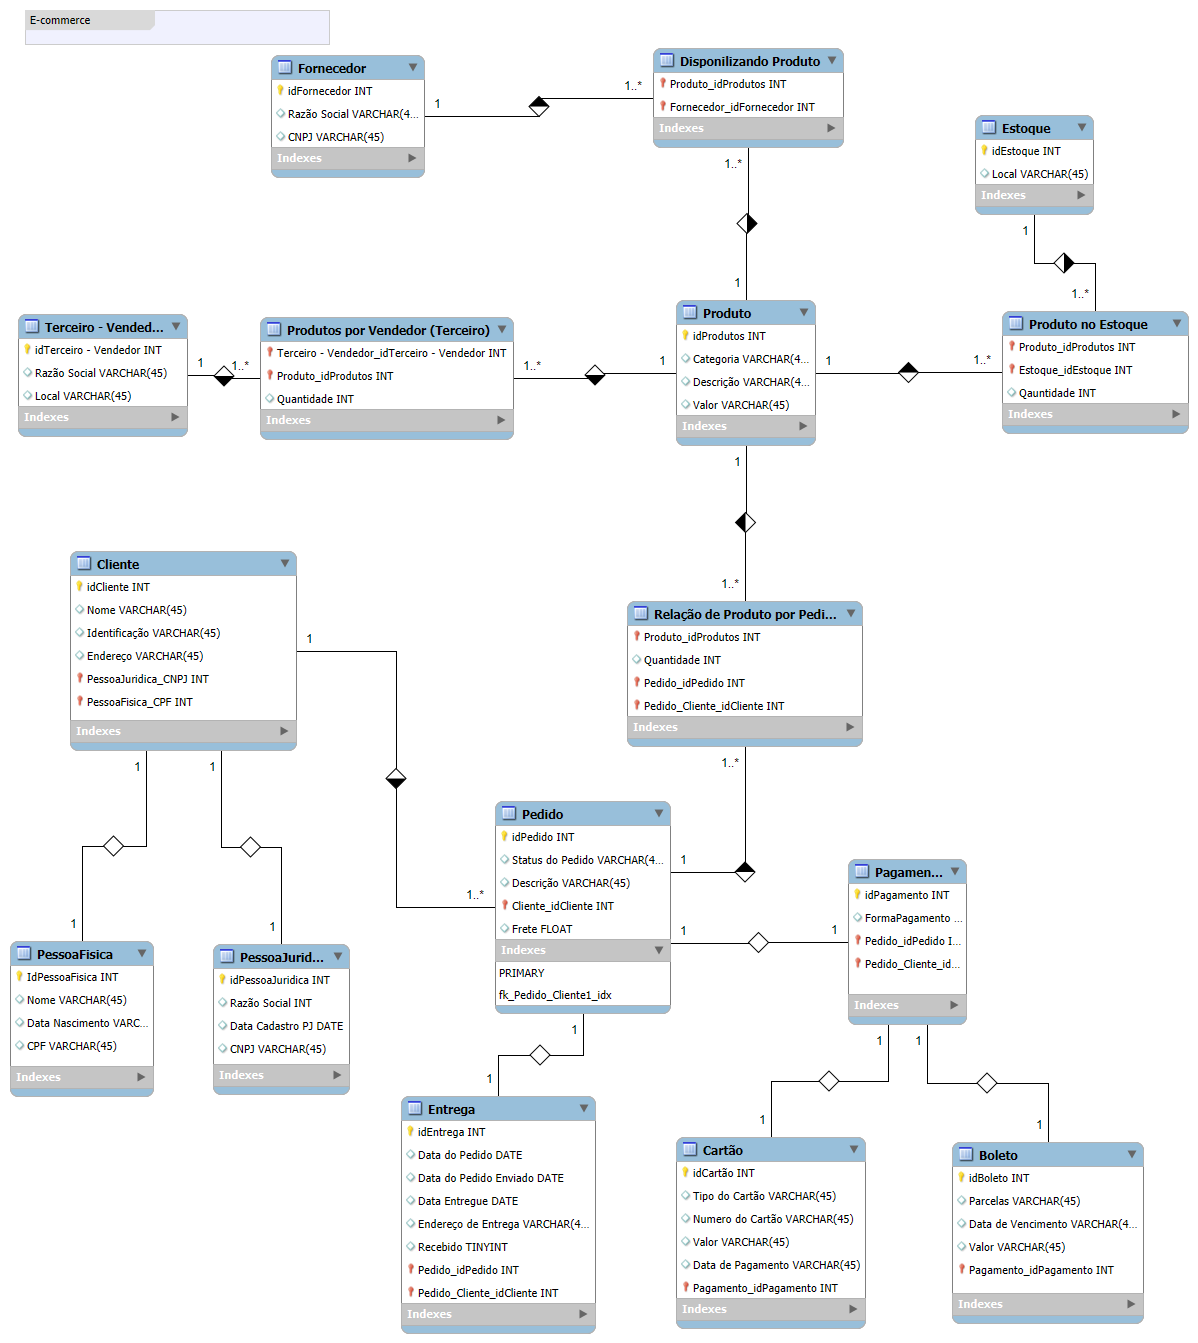 E-commerce
Fornecedor
idFornecedor INT
Razão Social VARCHAR(4...
CNPJ VARCHAR(45)
Indexes
1
1..*
Disponilizando Produto
Produto_idProdutos INT
Fornecedor_idFornecedor INT
Indexes
1..*
1
Estoque
idEstoque INT
Local VARCHAR(45)
Indexes
1
1..*
Terceiro - Vended...
idTerceiro - Vendedor INT
Razão Social VARCHAR(45)
Local VARCHAR(45)
Indexes
1
1..*
Produtos por Vendedor (Terceiro)
Terceiro - Vendedor_idTerceiro - Vendedor INT
Produto_idProdutos INT
Quantidade INT
Indexes
1..*
1
Produto
idProdutos INT
Categoria VARCHAR(4...
Descrição VARCHAR(4...
Valor VARCHAR(45)
Indexes
1
1..*
Produto no Estoque
Produto_idProdutos INT
Estoque_idEstoque INT
Qauntidade INT
Indexes
1
1..*
Cliente
idCliente INT
Nome VARCHAR(45)
Identificação VARCHAR(45)
Endereço VARCHAR(45)
PessoaJuridica_CNPJ INT
PessoaFisica_CPF INT
Indexes
1
1..*
1
1
1
1
Relação de Produto por Pedi...
Produto_idProdutos INT
Quantidade INT
Pedido_idPedido INT
Pedido_Cliente_idCliente INT
Indexes
1..*
1
Pedido
idPedido INT
Status do Pedido VARCHAR(4...
Descrição VARCHAR(45)
Cliente_idCliente INT
Frete FLOAT
Indexes
PRIMARY
fk_Pedido_Cliente1_idx
1
1
1
1
Pagamen...
idPagamento INT
FormaPagamento ...
Pedido_idPedido I...
Pedido_Cliente_id...
Indexes
1
1
1
1
PessoaFisica
IdPessoaFisica INT
Nome VARCHAR(45)
Data Nascimento VARC...
CPF VARCHAR(45)
Indexes
PessoaJurid...
idPessoaJuridica INT
Razão Social INT
Data Cadastro PJ DATE
CNPJ VARCHAR(45)
Indexes
Entrega
idEntrega INT
Data do Pedido DATE
Data do Pedido Enviado DATE
Data Entregue DATE
Endereço de Entrega VARCHAR(4...
Recebido TINYINT
Pedido_idPedido INT
Pedido_Cliente_idCliente INT
Indexes
Cartão
idCartão INT
Tipo do Cartão VARCHAR(45)
Numero do Cartão VARCHAR(45)
Valor VARCHAR(45)
Data de Pagamento VARCHAR(45)
Pagamento_idPagamento INT
Indexes
Boleto
idBoleto INT
Parcelas VARCHAR(45)
Data de Vencimento VARCHAR(4...
Valor VARCHAR(45)
Pagamento_idPagamento INT
Indexes